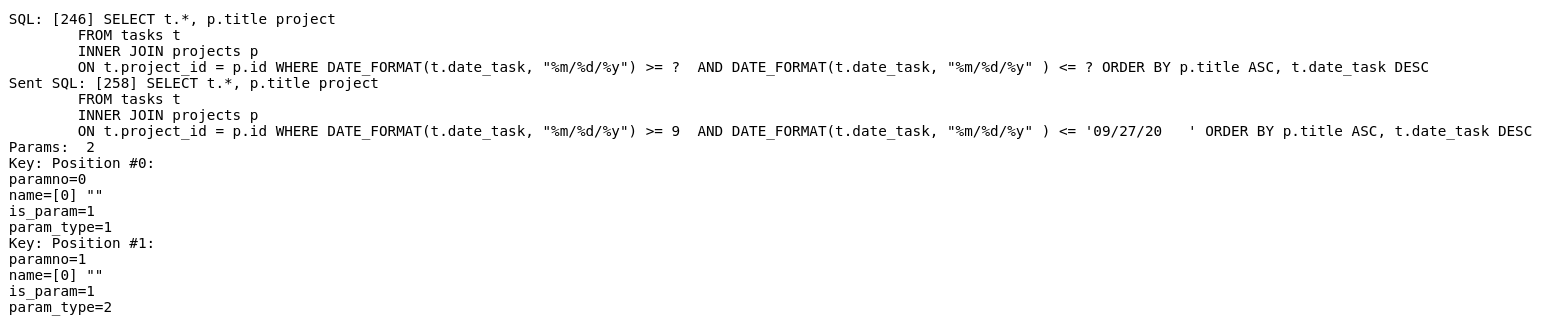 SQL: [246] SELECT t.*, p.title project
        FROM tasks t
        INNER JOIN projects p
        ON t.project_id = p.id WHERE DATE_FORMAT(t.date_task, "%m/%d/%y") >= ?  AND DATE_FORMAT(t.date_task, "%m/%d/%y" ) <= ? ORDER BY p.title ASC, t.date_task DESC
Sent SQL: [258] SELECT t.*, p.title project
        FROM tasks t
        INNER JOIN projects p
        ON t.project_id = p.id WHERE DATE_FORMAT(t.date_task, "%m/%d/%y") >= 9  AND DATE_FORMAT(t.date_task, "%m/%d/%y" ) <= '09/27/20   ' ORDER BY p.title ASC, t.date_task DESC
Params:  2
Key: Position #0:
paramno=0
name=[0] ""
is_param=1
param_type=1
Key: Position #1:
paramno=1
name=[0] ""
is_param=1
param_type=2